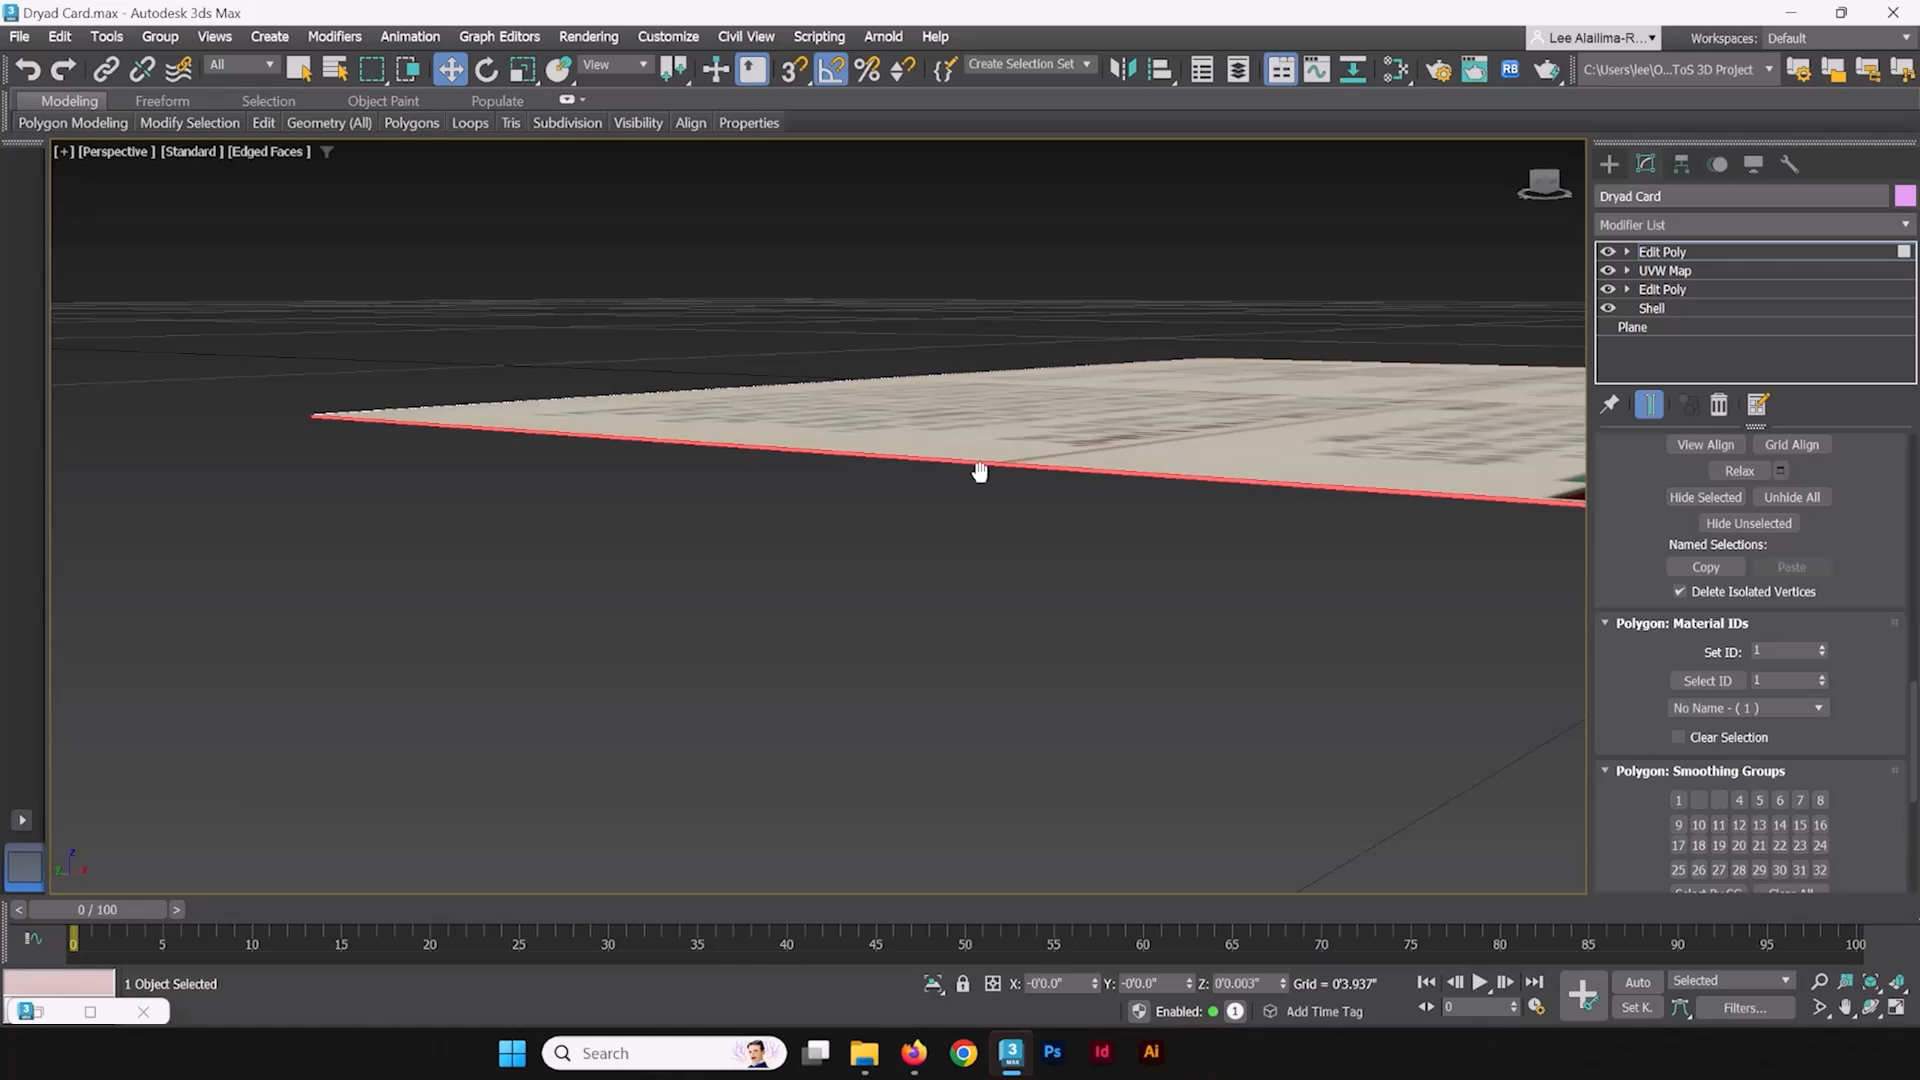 Dryad Card.max - Autodesk 3ds Max
File Edit Tools Group Views Create Modifiers Animation Graph Editors Rendering Customize Civil View Scripting Arnold Help
Lee Alailima-R...
Workspaces: Default
All
View
Create Selection Set
RB
C:\Users\lee\O...ToS 3D Project
Modeling Freeform Selection Object Paint Populate
Polygon Modeling Modify Selection Edit Geometry (All) Polygons Loops Tris Subdivision Visibility Align Properties
[+] [Perspective ] [Standard ] [Edged Faces ]
Dryad Card
Modifier List
Edit Poly
UVW Map
Edit Poly
Shell
Plane
View Align Grid Align
Relax
Hide Selected Unhide All
Hide Unselected
Named Selections:
Copy Paste
Delete Isolated Vertices
Polygon: Material IDs
Set ID: 1
Select ID 1
No Name - ( 1 )
Clear Selection
Polygon: Smoothing Groups
1 4 5 6 7 8
9 10 11 12 13 14 15 16
17 18 19 20 21 22 23 24
25 26 27 28 29 30 31 32
z
x
< 0 / 100 >
0 5 10 15 20 25 30 35 40 45 50 55 60 65 70 75 80 85 90 95 100
1 Object Selected
X: -0'0.0" Y: -0'0.0" Z: 0'0.003" Grid = 0'3.937"
Auto Selected
Enabled: 1 Add Time Tag
0
Set K. Filters...
Search
3 MAX
Ps Id Ai